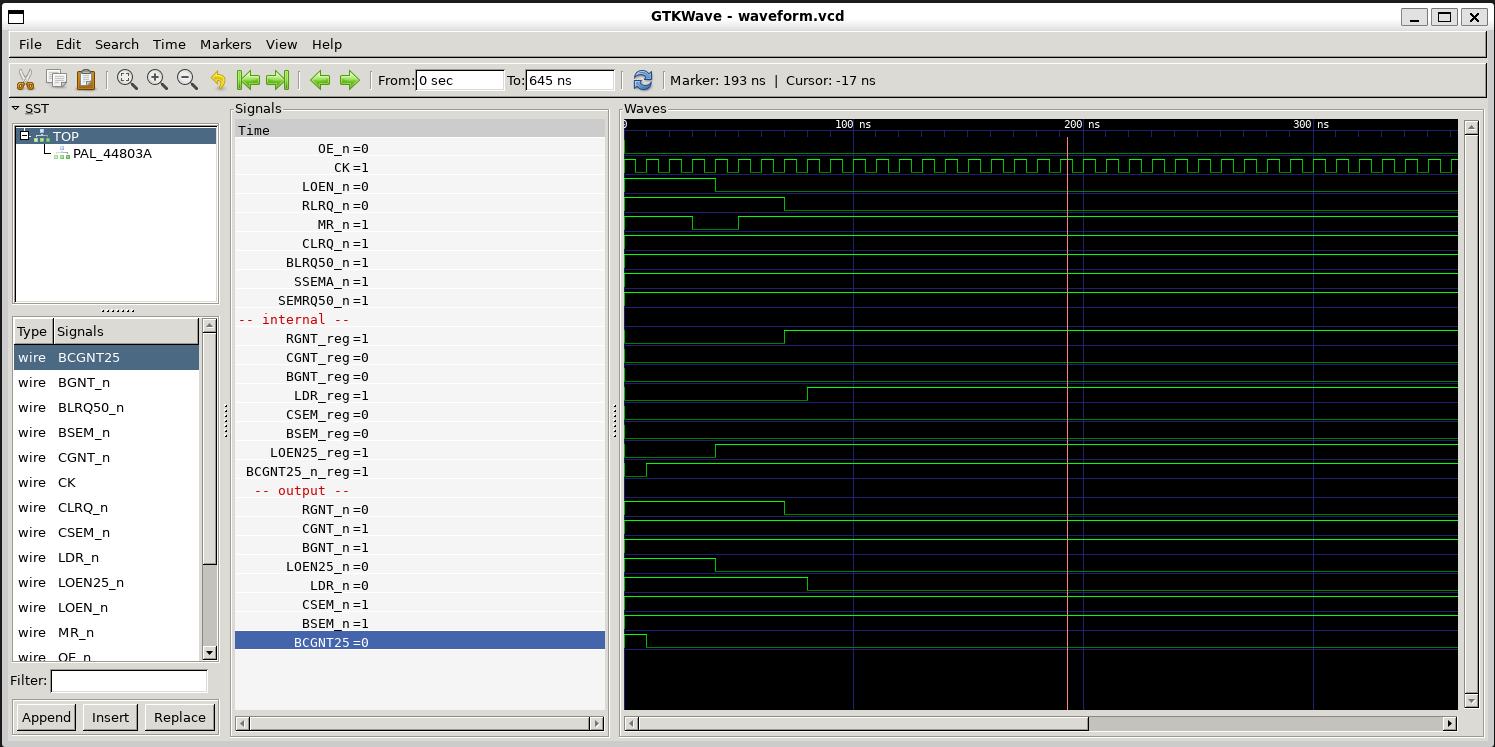 GTKWave - waveform.vcd
File Edit Search Time Markers View Help
From: 0 sec To: 645 ns Marker: 193 ns | Cursor: -17 ns
SST
TOP
PAL_44803A
Type Signals
wire BCGNT25
wire BGNT_n
wire BLRQ50_n
wire BSEM_n
wire CGNT_n
wire CK
wire CLRQ_n
wire CSEM_n
wire LDR_n
wire LOEN25_n
wire LOEN_n
wire MR_n
wire OE_n
Filter:
Append Insert Replace
Signals
Time
OE_n=0
CK=1
LOEN_n=0
RLRQ_n=0
MR_n=1
CLRQ_n=1
BLRQ50_n=1
SSEMA_n=1
SEMRQ50_n=1
-- internal --
RGNT_reg=1
CGNT_reg=0
BGNT_reg=0
LDR_reg=1
CSEM_reg=0
BSEM_reg=0
LOEN25_reg=1
BCGNT25_n_reg=1
-- output --
RGNT_n=0
CGNT_n=1
BGNT_n=1
LOEN25_n=0
LDR_n=0
CSEM_n=1
BSEM_n=1
BCGNT25=0
Waves
0 100 ns 200 ns 300 ns